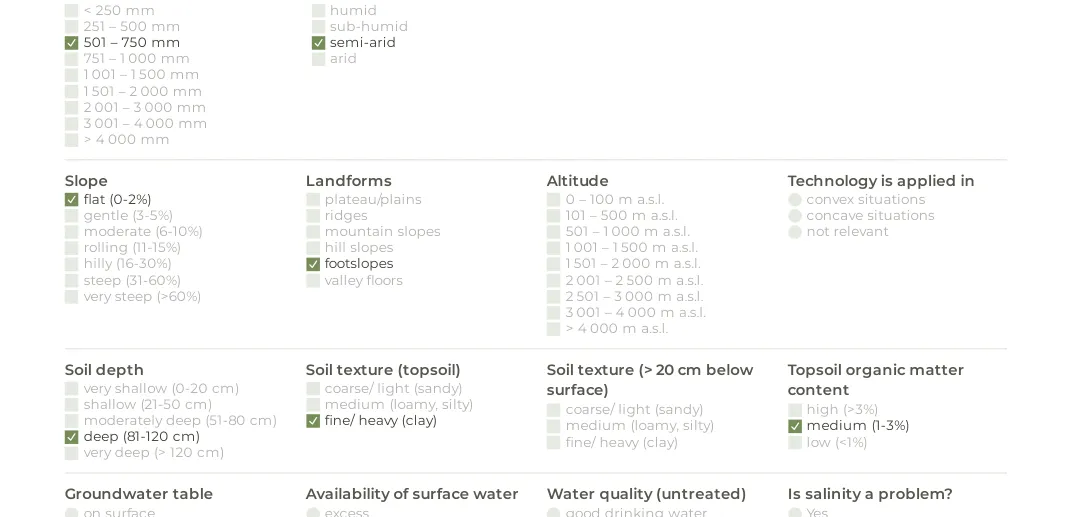 < 250 mm
251 – 500 mm
501 – 750 mm
751 – 1 000 mm
1 001 – 1 500 mm
1 501 – 2 000 mm
2 001 – 3 000 mm
3 001 – 4 000 mm
> 4 000 mm
humid
sub-humid
semi-arid
arid
Slope
flat (0-2%)
gentle (3-5%)
moderate (6-10%)
rolling (11-15%)
hilly (16-30%)
steep (31-60%)
very steep (>60%)
Landforms
plateau/plains
ridges
mountain slopes
hill slopes
footslopes
valley floors
Altitude
0 – 100 m a.s.l.
101 – 500 m a.s.l.
501 – 1 000 m a.s.l.
1 001 – 1 500 m a.s.l.
1 501 – 2 000 m a.s.l.
2 001 – 2 500 m a.s.l.
2 501 – 3 000 m a.s.l.
3 001 – 4 000 m a.s.l.
> 4 000 m a.s.l.
Technology is applied in
convex situations
concave situations
not relevant
Soil depth
very shallow (0-20 cm)
shallow (21-50 cm)
moderately deep (51-80 cm)
deep (81-120 cm)
very deep (> 120 cm)
Soil texture (topsoil)
coarse/ light (sandy)
medium (loamy, silty)
fine/ heavy (clay)
Soil texture (> 20 cm below
surface)
coarse/ light (sandy)
medium (loamy, silty)
fine/ heavy (clay)
Topsoil organic matter
content
high (>3%)
medium (1-3%)
low (<1%)
Groundwater table
on surface
Availability of surface water
excess
Water quality (untreated)
good drinking water
Is salinity a problem?
Yes